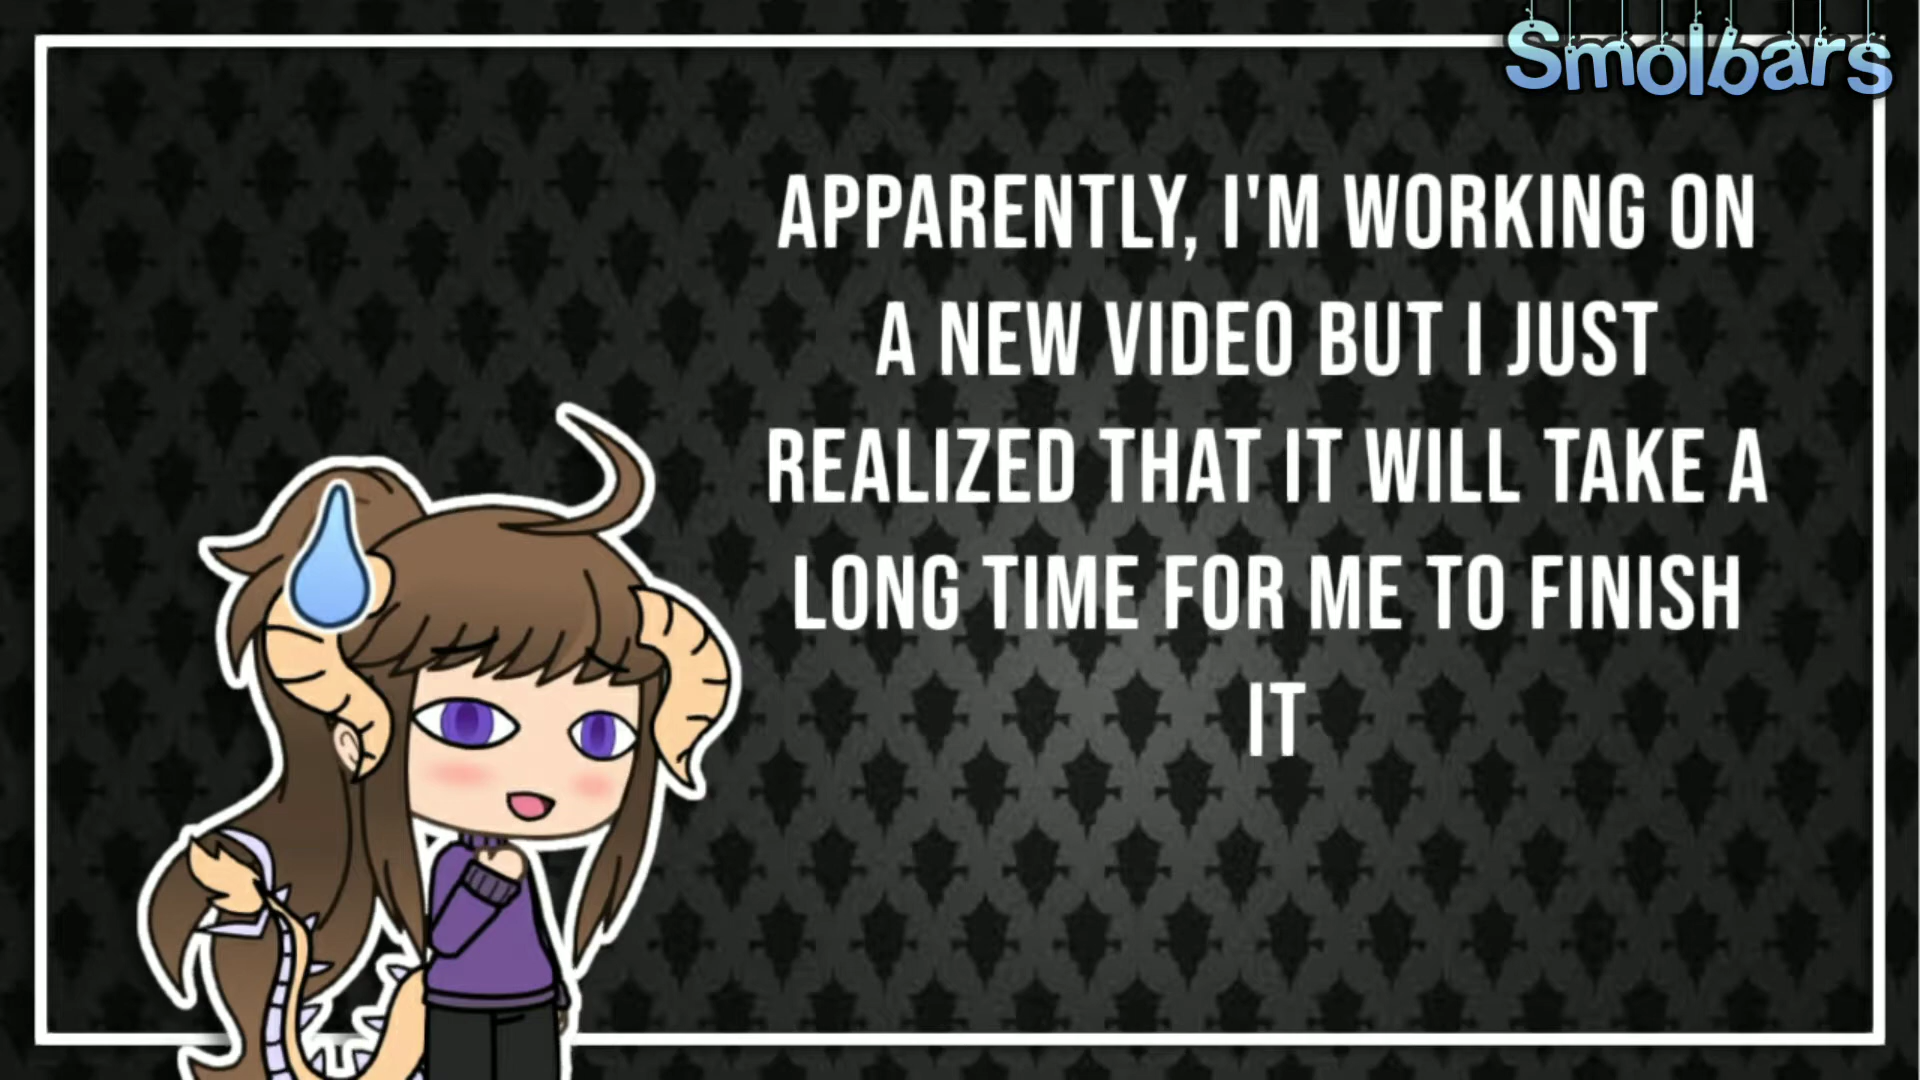 Smolbars
APPARENTLY, I'M WORKING ON
A NEW VIDEO BUT I JUST
REALIZED THAT IT WILL TAKE A
LONG TIME FOR ME TO FINISH
IT